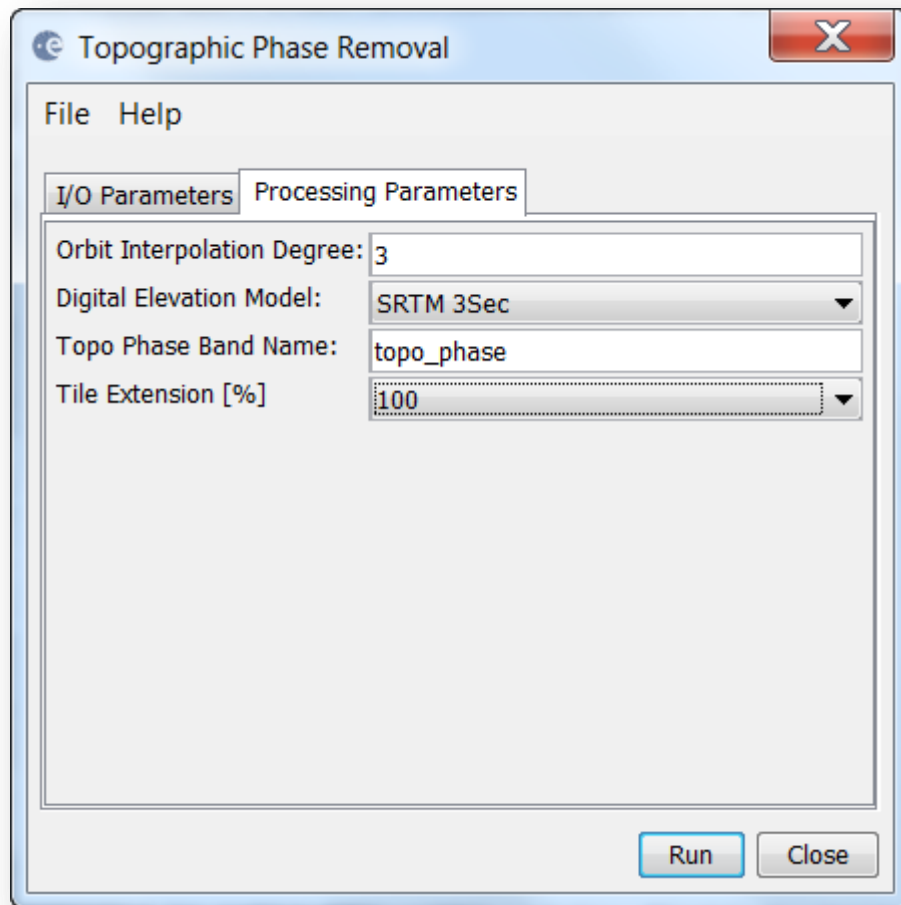 Topographic Phase Removal
File Help
I/O Parameters Processing Parameters
Orbit Interpolation Degree: 3
Digital Elevation Model: SRTM 3Sec
Topo Phase Band Name: topo_phase
Tile Extension [%] 100
Run Close